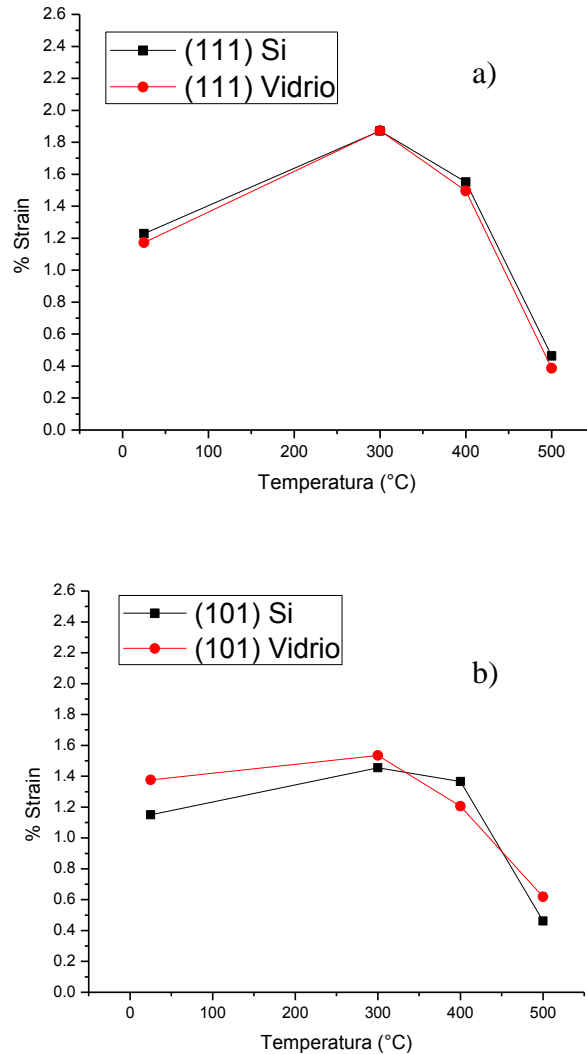 2.6
2.4
2.2
2.0
1.8
1.6
1.4
1.2
1.0
0.8
0.6
0.4
0.2
0.0
% Strain
(111) Si
(111) Vidrio
a)
0 100 200 300 400 500
Temperatura (°C)
2.6
2.4
2.2
2.0
1.8
1.6
1.4
1.2
1.0
0.8
0.6
0.4
0.2
0.0
% Strain
(101) Si
(101) Vidrio
b)
0 100 200 300 400 500
Temperatura (°C)